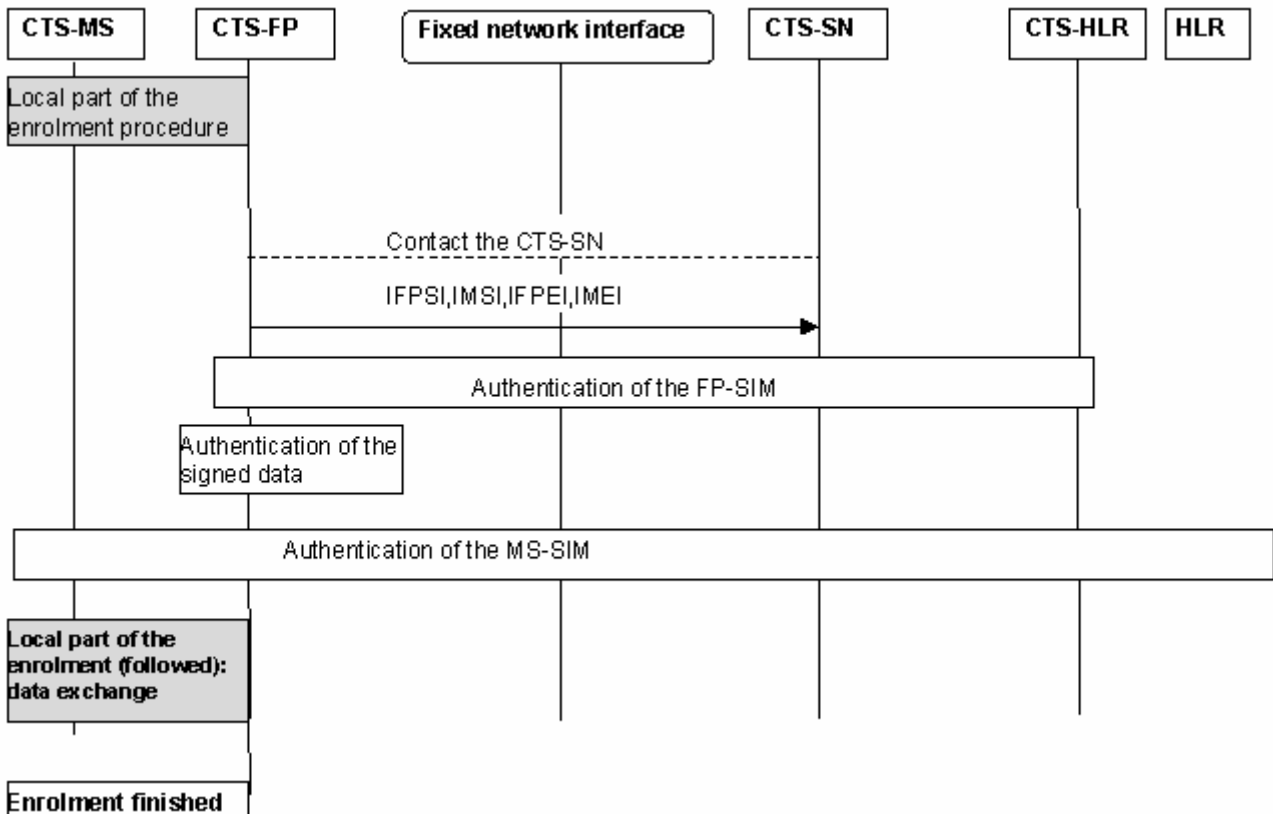 CTS-MS
CTS-FP
Fixed network interface
CTS-SN
CTS-HLR
HLR
Local part of the
enrolment procedure
Contact the CTS-SN
IFPSI,IMSI,IFPEI,IMEI
Authentication of the FP-SIM
Authentication of the
signed data
Authentication of the MS-SIM
Local part of the
enrolment (followed):
data exchange
Enrolment finished